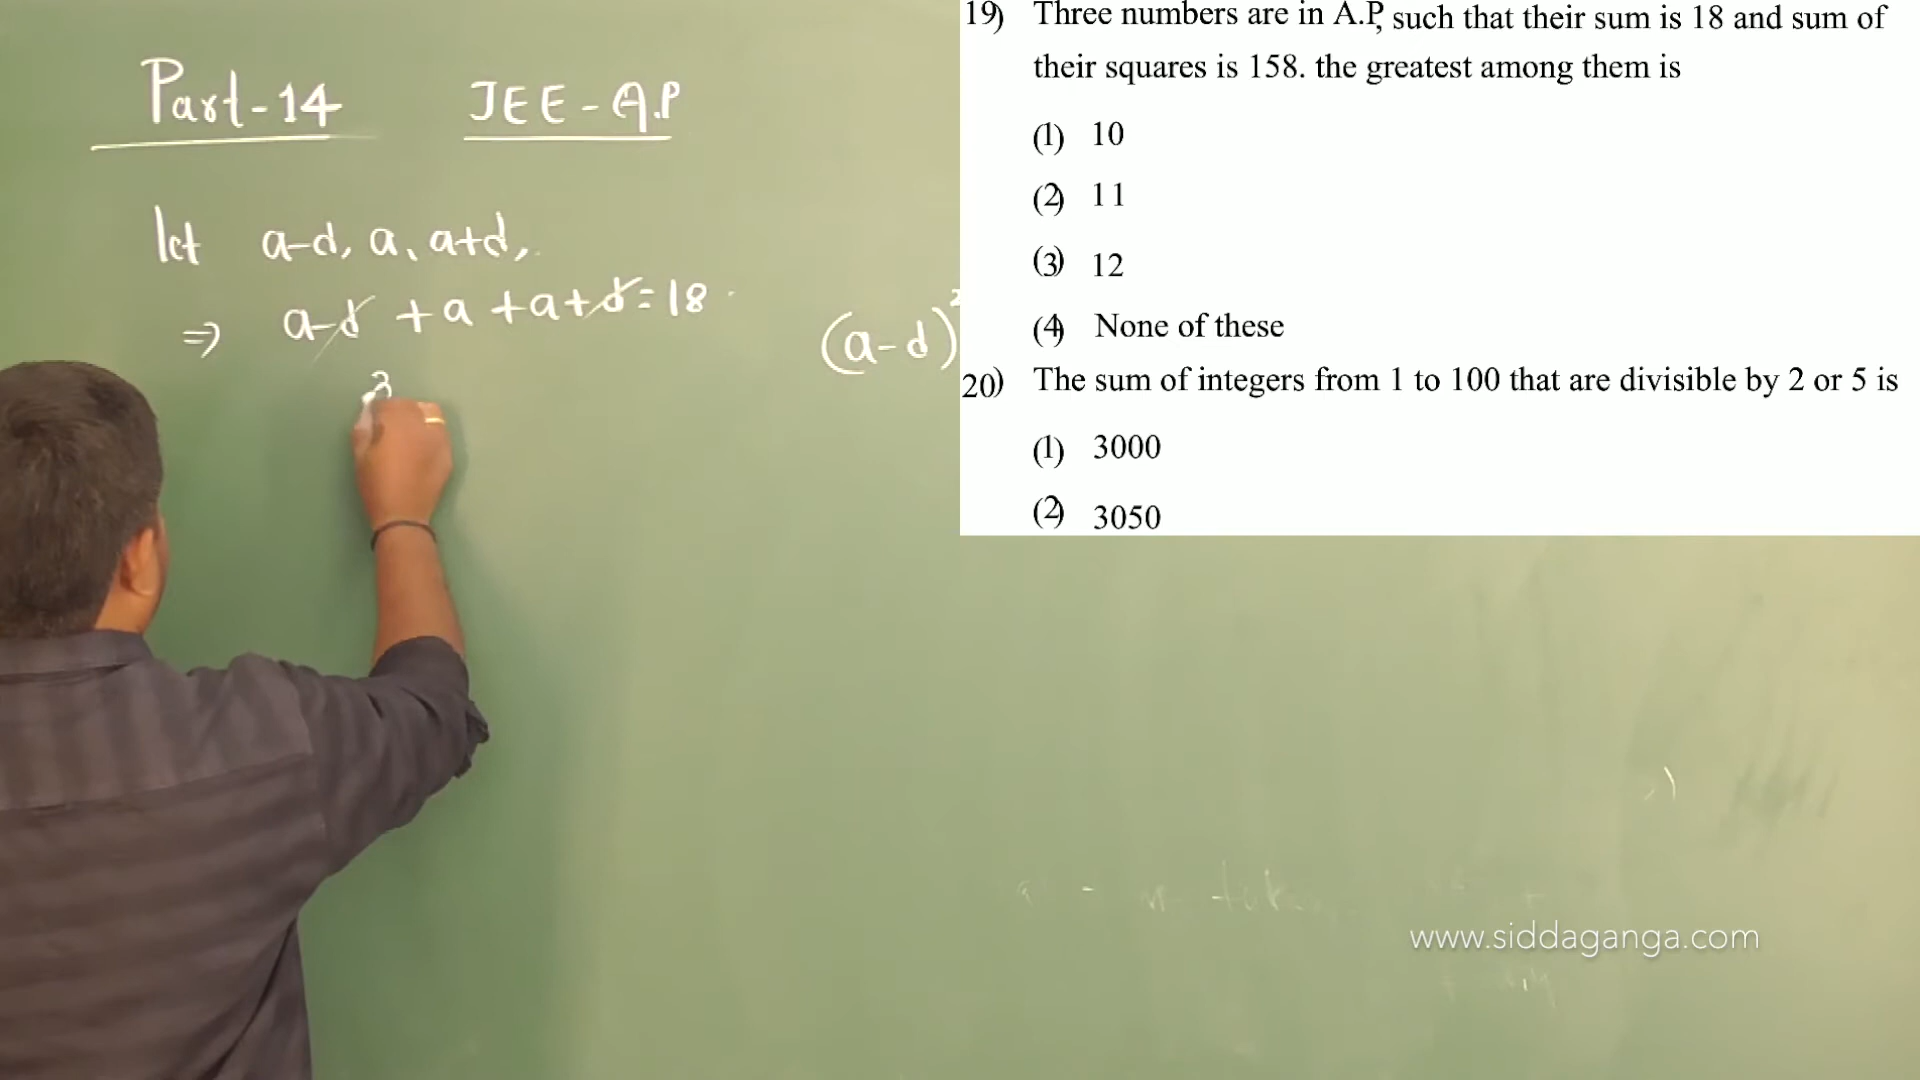 Part-14 JEE - A.P
let a-d, a, a+d,
⇒ a-d + a + a+d = 18
3
(a-d)²
19) Three numbers are in A.P, such that their sum is 18 and sum of
their squares is 158. the greatest among them is
(1) 10
(2) 11
(3) 12
(4) None of these
20) The sum of integers from 1 to 100 that are divisible by 2 or 5 is
(1) 3000
(2) 3050
www.siddaganga.com